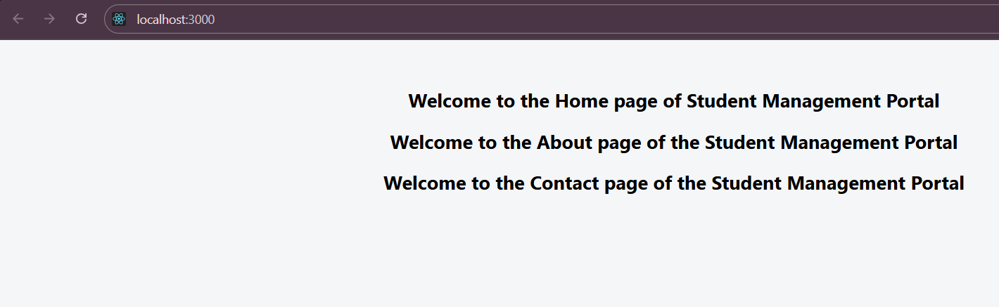 localhost:3000
Welcome to the Home page of Student Management Portal
Welcome to the About page of the Student Management Portal
Welcome to the Contact page of the Student Management Portal